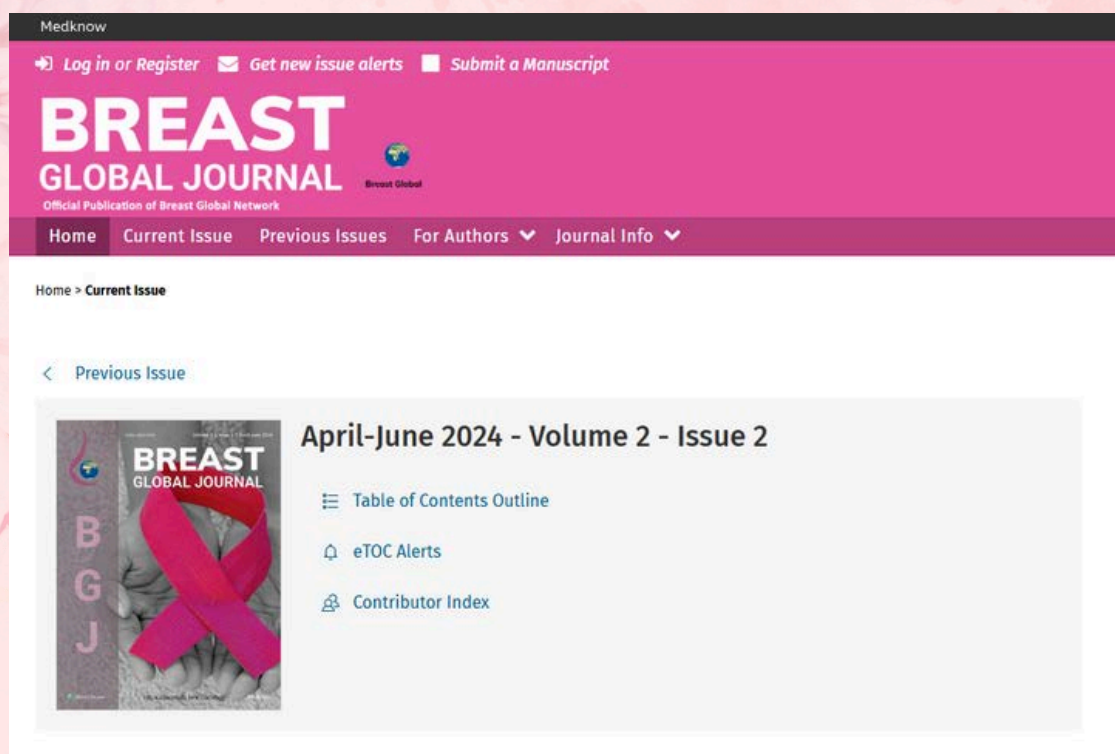 Medknow
Log in or Register Get new issue alerts Submit a Manuscript
BREAST
GLOBAL JOURNAL
Breast Global
Official Publication of Breast Global Network
Home Current Issue Previous Issues For Authors Journal Info
Home > Current Issue
< Previous Issue
April-June 2024 - Volume 2 - Issue 2
BREAST
GLOBAL JOURNAL
Table of Contents Outline
eTOC Alerts
Contributor Index
B
G
J